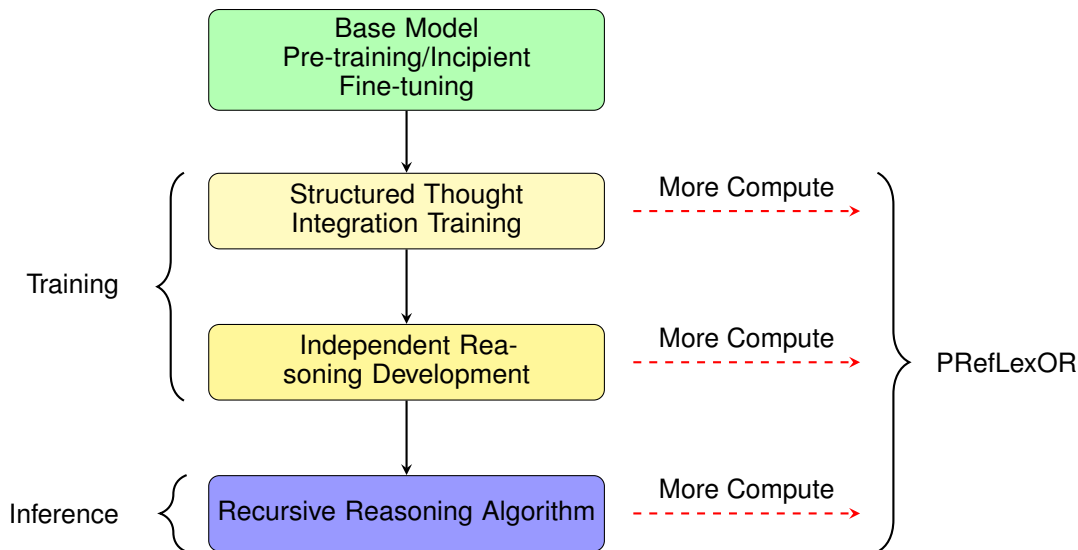 Base Model
Pre-training/Incipient
Fine-tuning
Structured Thought
Integration Training
More Compute
Training
Independent Rea-
soning Development
More Compute
PRefLexOR
Inference
Recursive Reasoning Algorithm
More Compute